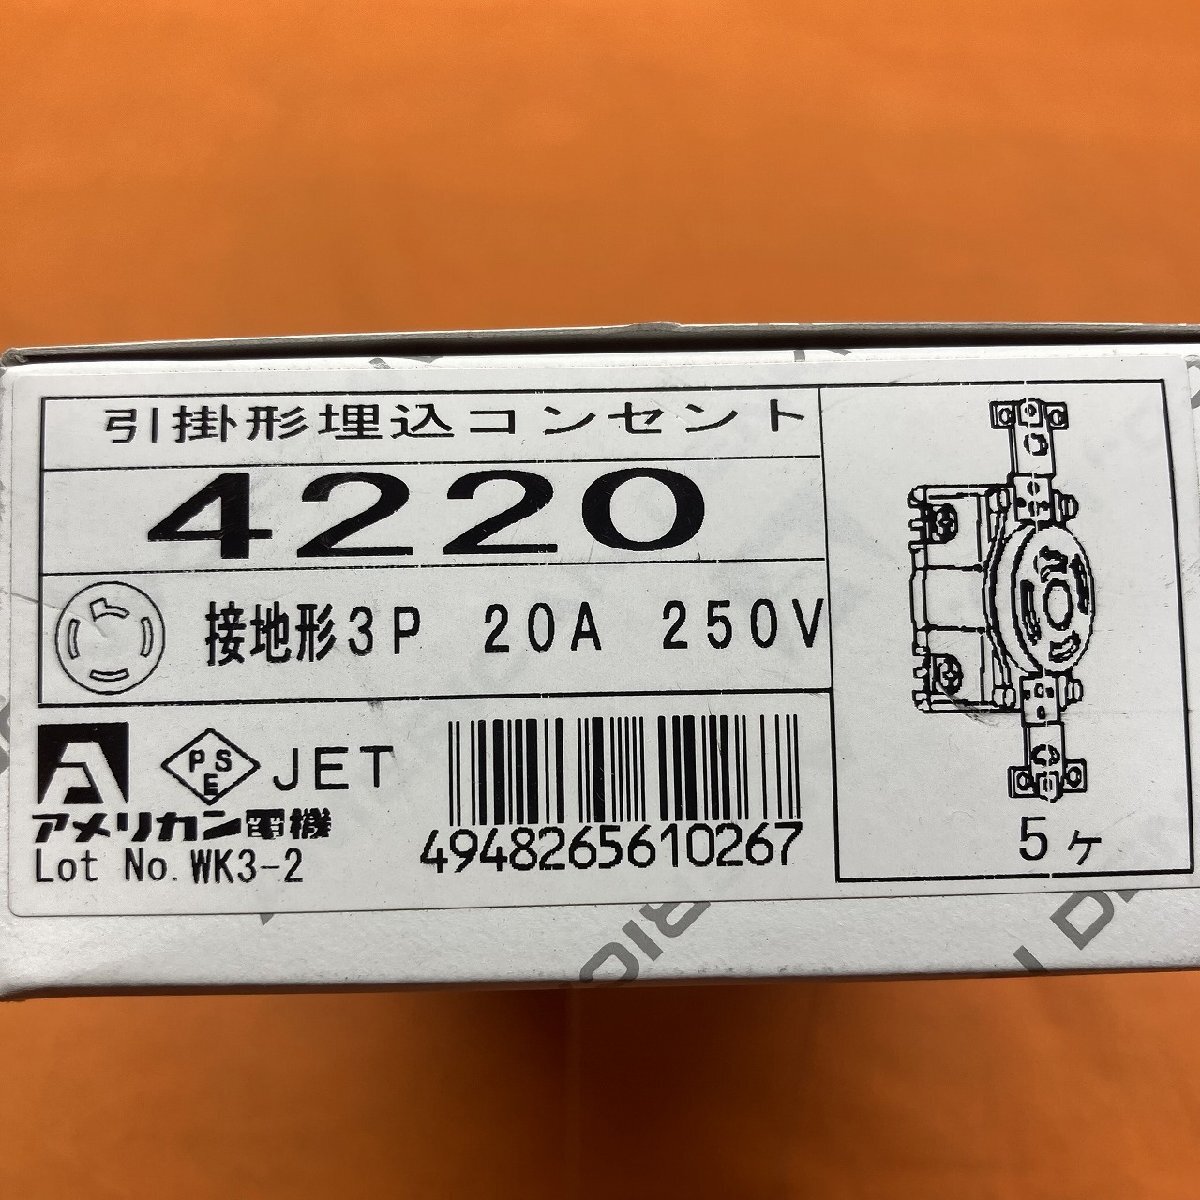 引掛形埋込コンセント
4220
接地形3P 20A 250V
PSE JET
アメリカン電機
Lot No. WK3-2
4948265610267
5ヶ